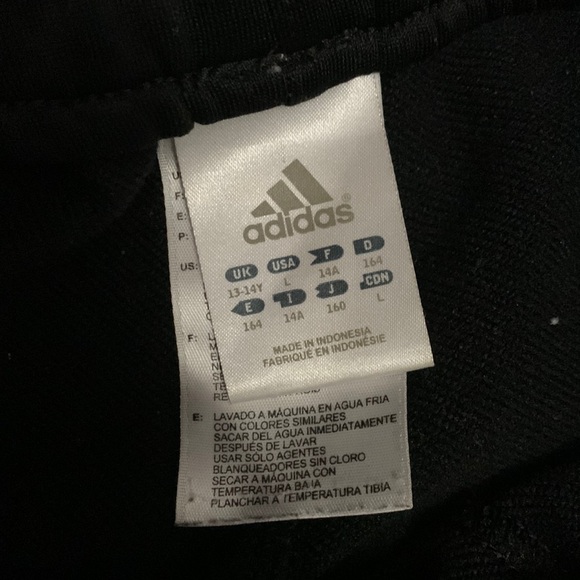 adidas®
UK USA F D
13-14Y L 14A 164
E I J CDN
164 14A 160 L
MADE IN INDONESIA
FABRIQUÉ EN INDONÉSIE
U
F:
E:
P:
US:
F:
E: LAVADO A MÁQUINA EN AGUA FRIA
CON COLORES SIMILARES
SACAR DEL AGUA INMEDIATAMENTE
DESPUÉS DE LAVAR
USAR SÓLO AGENTES
BLANQUEADORES SIN CLORO
SECAR A MÁQUINA CON
TEMPERATURA BAJA
PLANCHAR A TEMPERATURA TIBIA